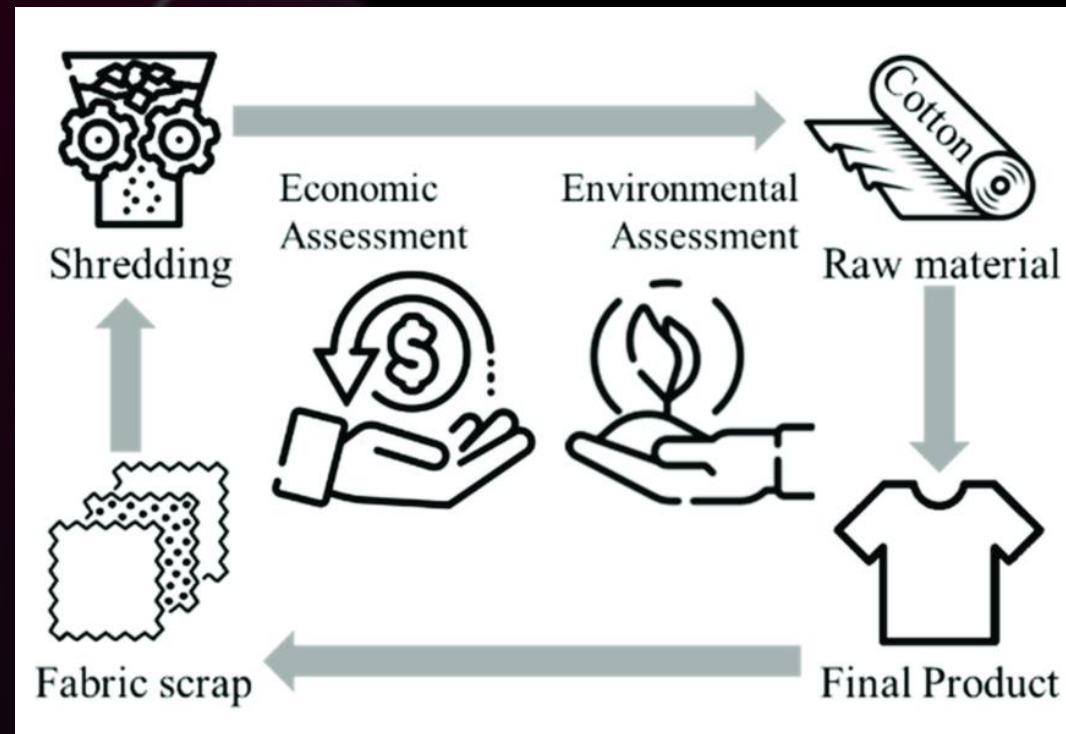 Cotton
Economic
Assessment
Environmental
Assessment
Shredding
Raw material
$
Fabric scrap
Final Product